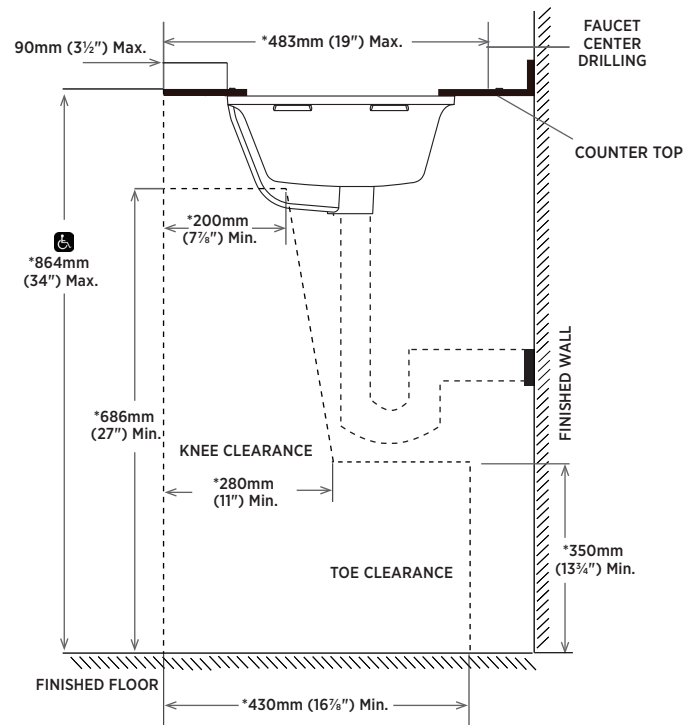 *483mm (19") Max.
FAUCET
CENTER
DRILLING
90mm (3½") Max.
COUNTER TOP
*200mm
(7⅞") Min.
*864mm
(34") Max.
FINISHED WALL
*686mm
(27") Min.
KNEE CLEARANCE
*280mm
(11") Min.
*350mm
(13¾") Min.
TOE CLEARANCE
FINISHED FLOOR
*430mm (16⅞") Min.